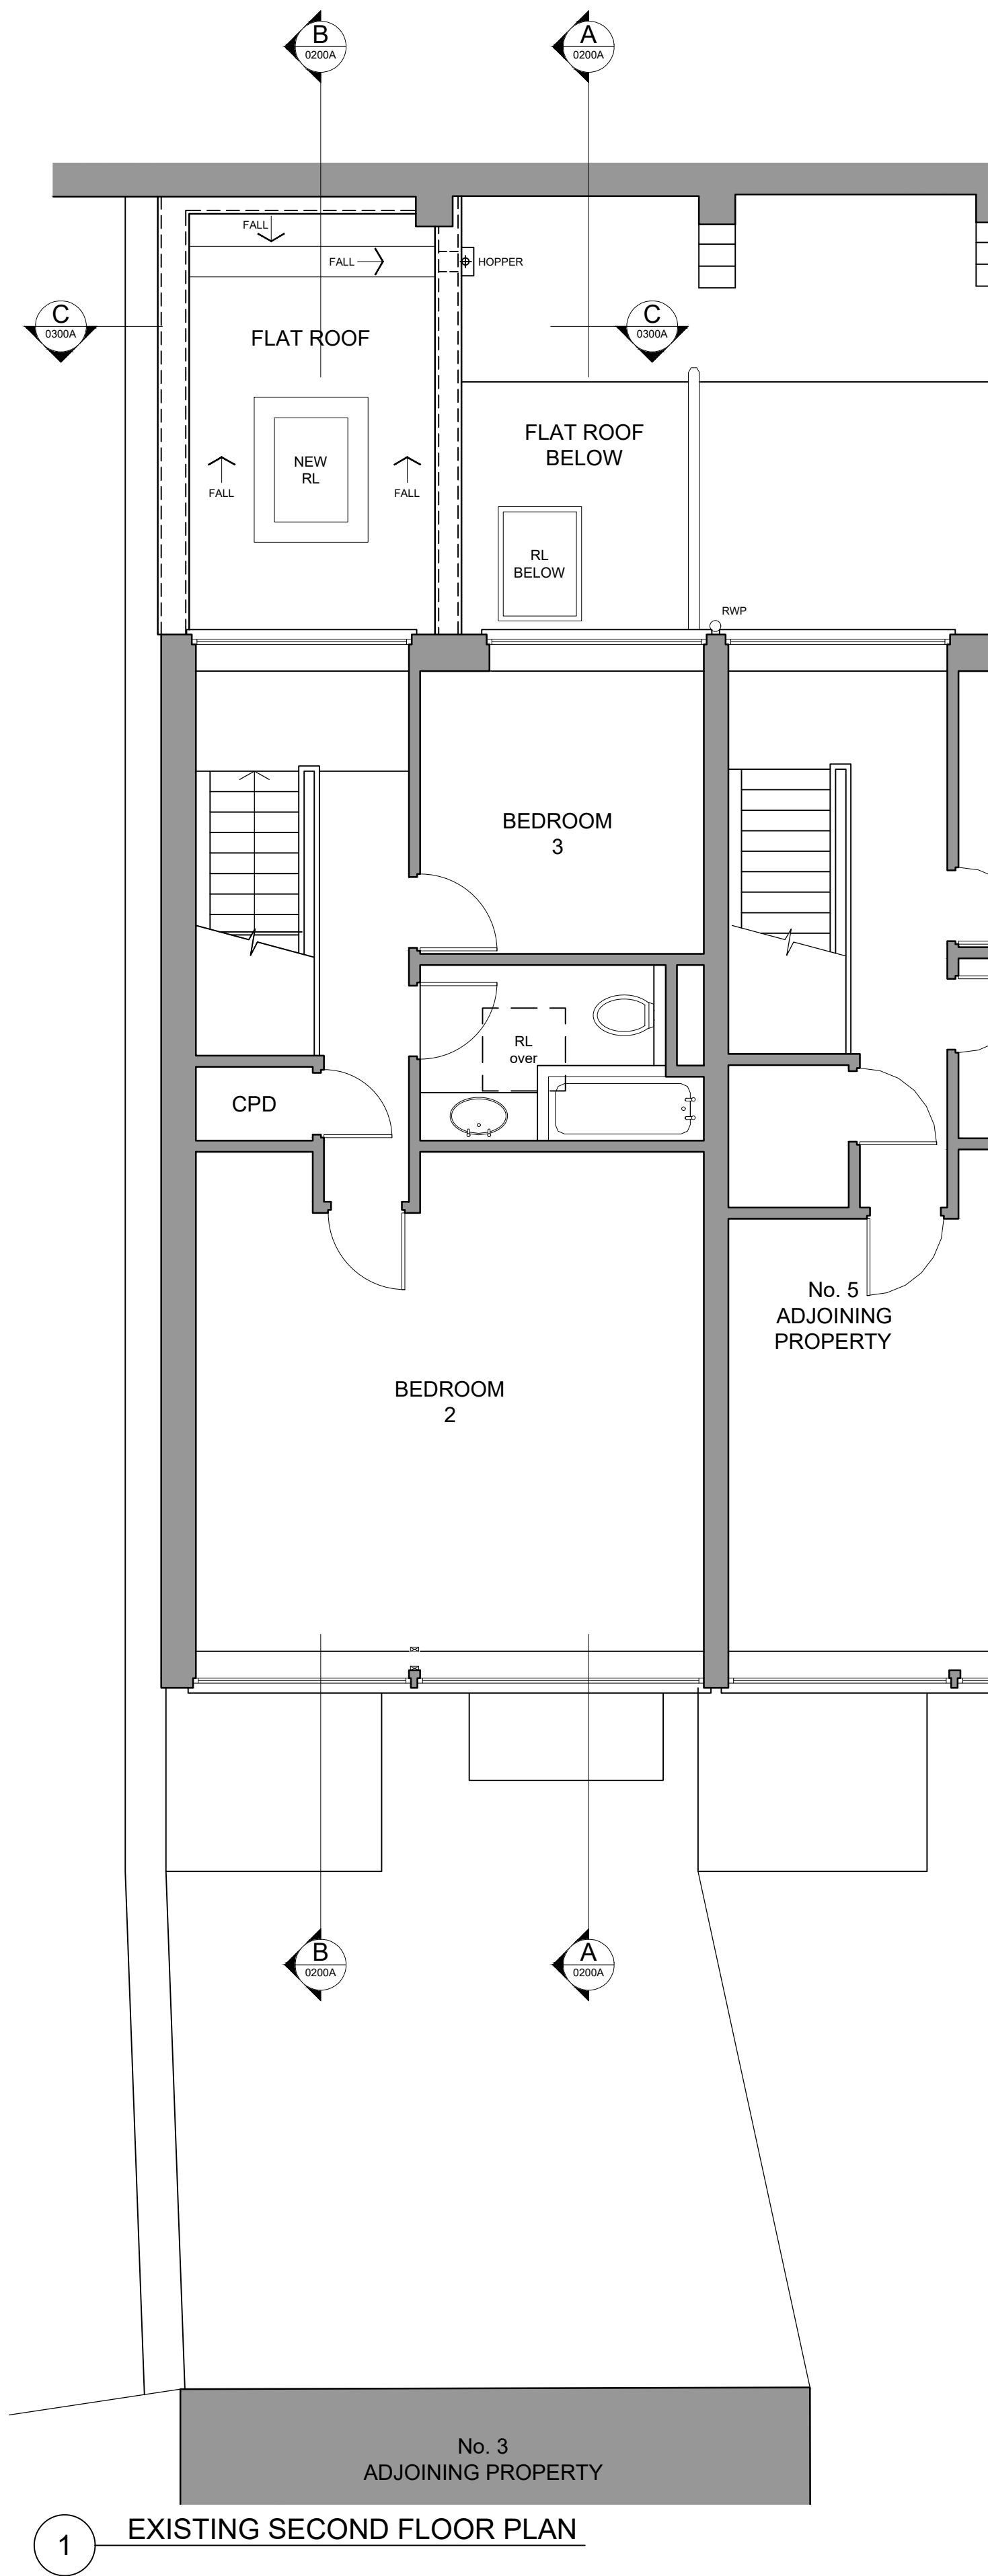 B
0200A
A
0200A
FALL
FALL
HOPPER
C
0300A
C
0300A
FLAT ROOF
FLAT ROOF
BELOW
NEW
RL
FALL
FALL
RL
BELOW
RWP
BEDROOM
3
RL
over
CPD
No. 5
ADJOINING
PROPERTY
BEDROOM
2
B
0200A
A
0200A
No. 3
ADJOINING PROPERTY
1
EXISTING SECOND FLOOR PLAN